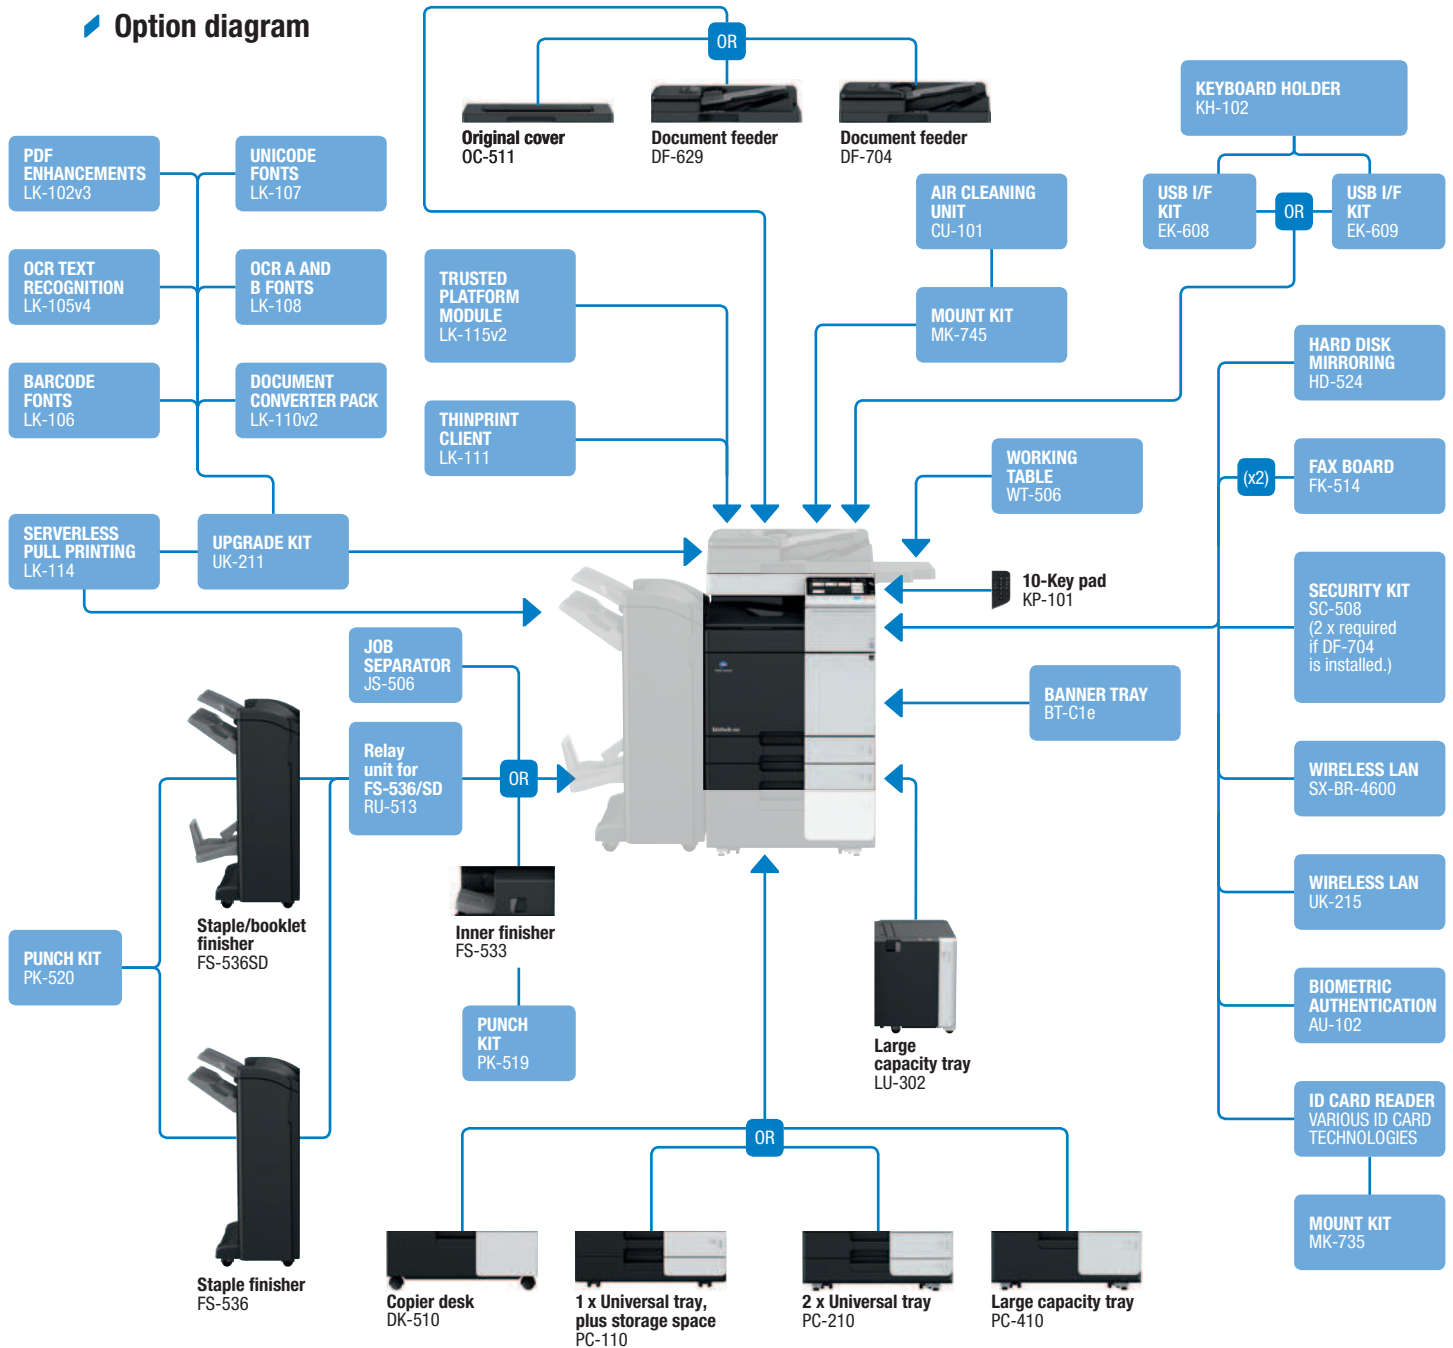 Option diagram
OR
Original cover
OC-511
Document feeder
DF-629
Document feeder
DF-704
KEYBOARD HOLDER
KH-102
PDF
ENHANCEMENTS
LK-102v3
UNICODE
FONTS
LK-107
AIR CLEANING
UNIT
CU-101
USB I/F
KIT
EK-608
OR
USB I/F
KIT
EK-609
OCR TEXT
RECOGNITION
LK-105v4
OCR A AND
B FONTS
LK-108
TRUSTED
PLATFORM
MODULE
LK-115v2
MOUNT KIT
MK-745
HARD DISK
MIRRORING
HD-524
BARCODE
FONTS
LK-106
DOCUMENT
CONVERTER PACK
LK-110v2
THINPRINT
CLIENT
LK-111
WORKING
TABLE
WT-506
(x2)
FAX BOARD
FK-514
SERVERLESS
PULL PRINTING
LK-114
UPGRADE KIT
UK-211
10-Key pad
KP-101
SECURITY KIT
SC-508
(2 x required
if DF-704
is installed.)
JOB
SEPARATOR
JS-506
BANNER TRAY
BT-C1e
Relay
unit for
FS-536/SD
RU-513
OR
WIRELESS LAN
SX-BR-4600
WIRELESS LAN
UK-215
Staple/booklet
finisher
FS-536SD
Inner finisher
FS-533
PUNCH KIT
PK-520
BIOMETRIC
AUTHENTICATION
AU-102
PUNCH
KIT
PK-519
Large
capacity tray
LU-302
ID CARD READER
VARIOUS ID CARD
TECHNOLOGIES
OR
MOUNT KIT
MK-735
Staple finisher
FS-536
Copier desk
DK-510
1 x Universal tray,
plus storage space
PC-110
2 x Universal tray
PC-210
Large capacity tray
PC-410